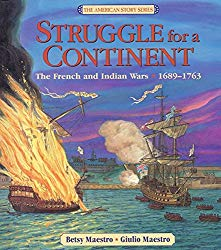 THE AMERICAN STORY SERIES
STRUGGLE for a
CONTINENT
The French and Indian Wars 1689–1763
Betsy Maestro • Giulio Maestro